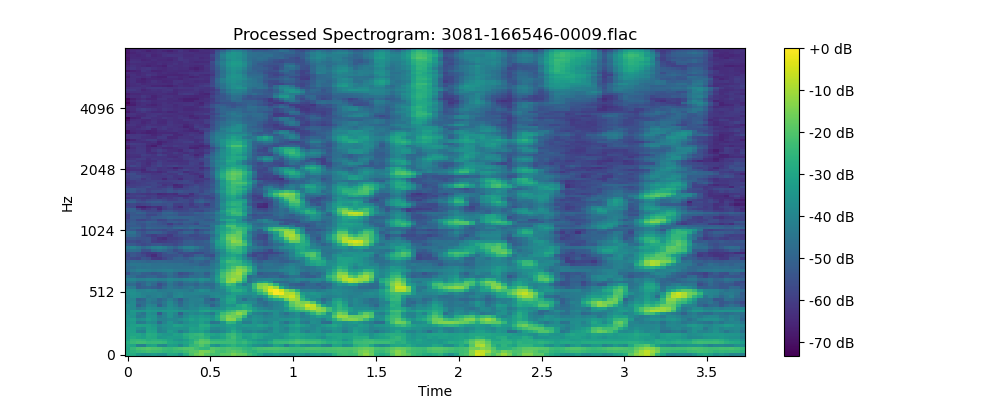 Processed Spectrogram: 3081-166546-0009.flac
Hz
4096
2048
1024
512
0
0 0.5 1 1.5 2 2.5 3 3.5
Time
+0 dB
-10 dB
-20 dB
-30 dB
-40 dB
-50 dB
-60 dB
-70 dB